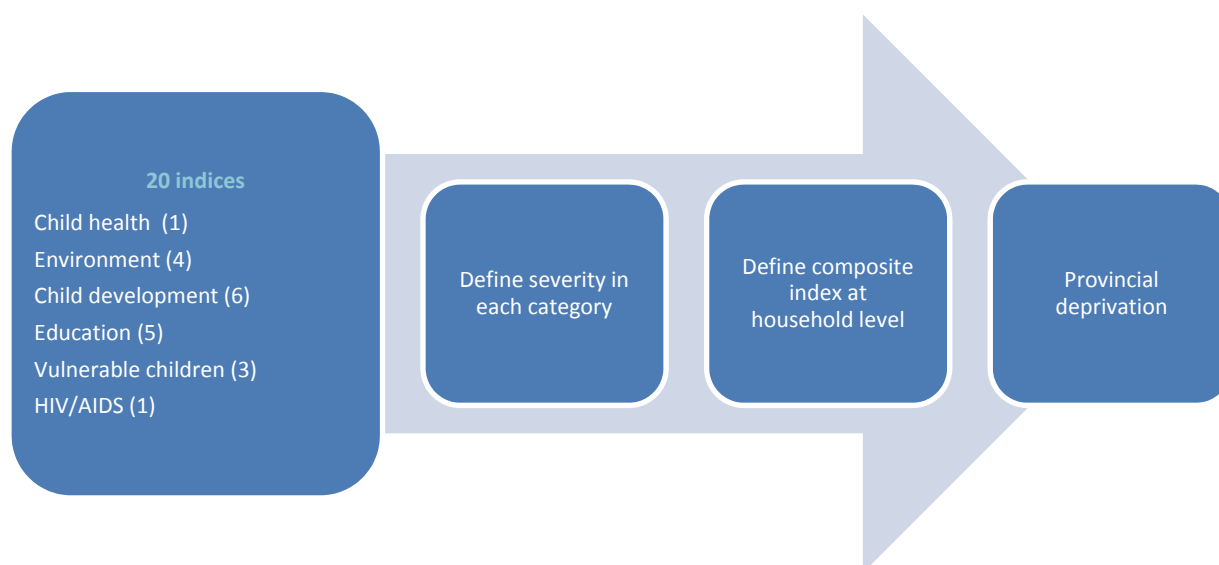 20 indices
Child health  (1)
Environment (4)
Child development (6)
Education (5)
Vulnerable children (3)
HIV/AIDS (1)
Define severity in
each category
Define composite
index at
household level
Provincial
deprivation